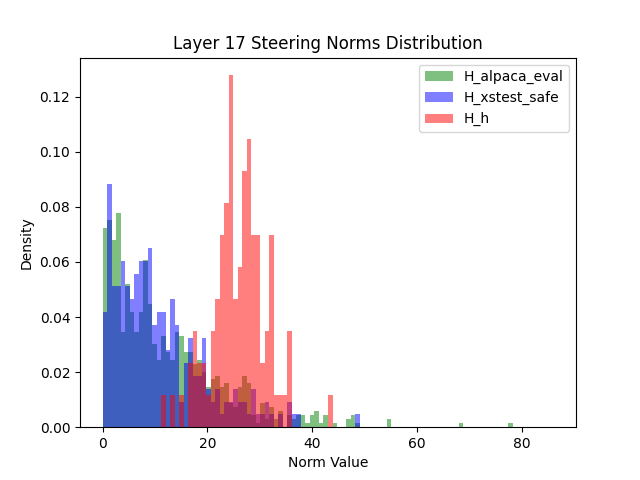 Layer 17 Steering Norms Distribution
H_alpaca_eval
H_xstest_safe
H_h
Density
0.12
0.10
0.08
0.06
0.04
0.02
0.00
0
20
40
60
80
Norm Value